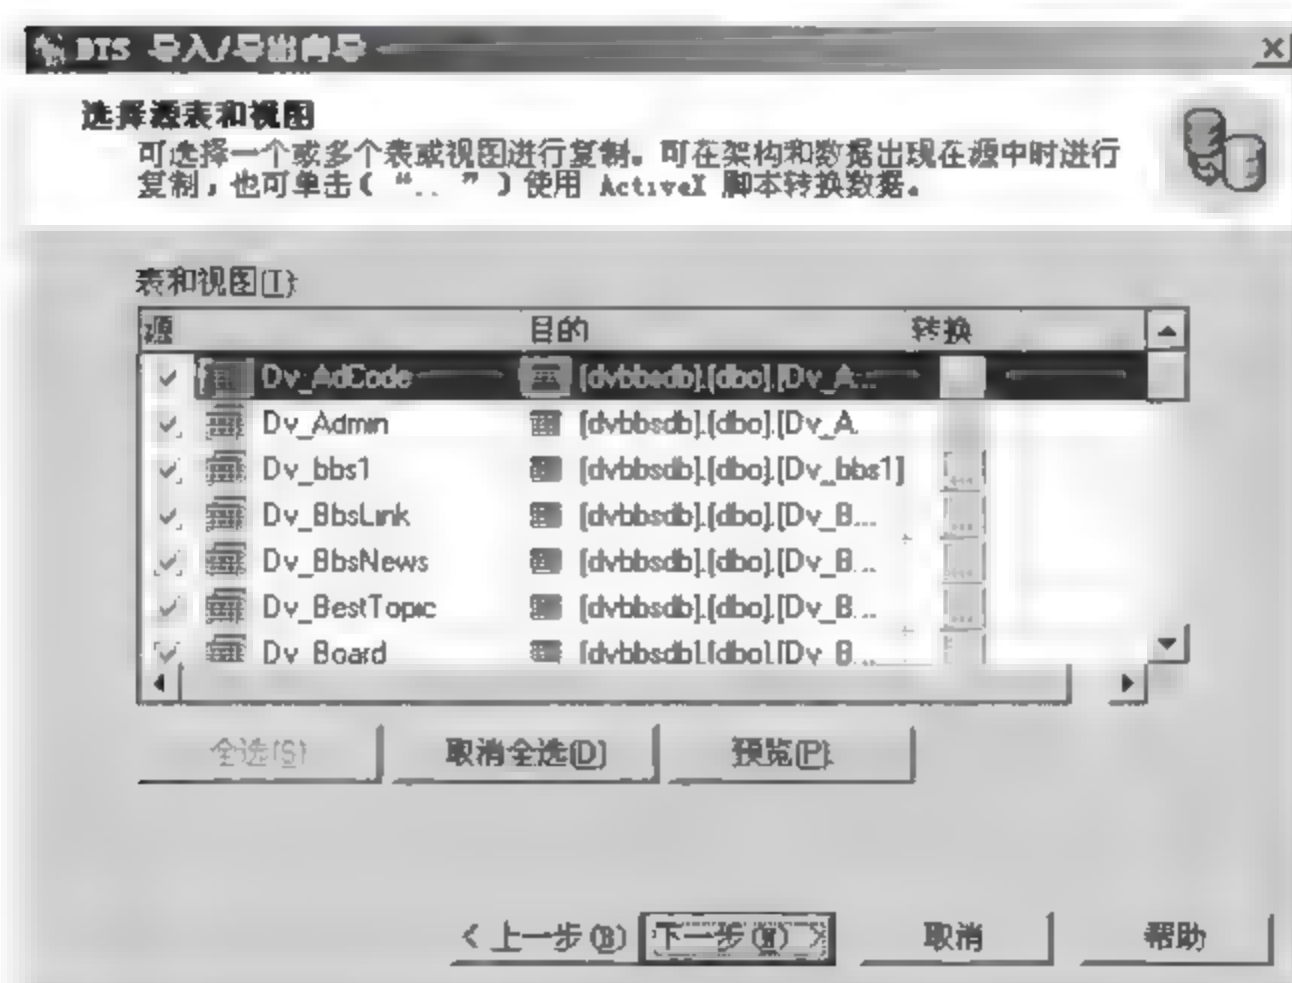 DTS 导入/导出向导
选择源表和视图
可选择一个或多个表或视图进行复制。可在架构和数据出现在源中时进行
复制，也可单击(“...”)使用 ActiveX 脚本转换数据。
表和视图(T):
源 目的 转换
Dv_AdCode [dvbbsdb].[dbo].[Dv_A...
Dv_Admin [dvbbsdb].[dbo].[Dv_A.
Dv_bbs1 [dvbbsdb].[dbo].[Dv_bbs1] ...
Dv_BbsLink [dvbbsdb].[dbo].[Dv_B... ...
Dv_BbsNews [dvbbsdb].[dbo].[Dv_B... ...
Dv_BestTopic [dvbbsdb].[dbo].[Dv_B... ...
Dv_Board [dvbbsdb].[dbo].[Dv_B...
全选(S) 取消全选(D) 预览(P)
< 上一步(B) 下一步(N) > 取消 帮助